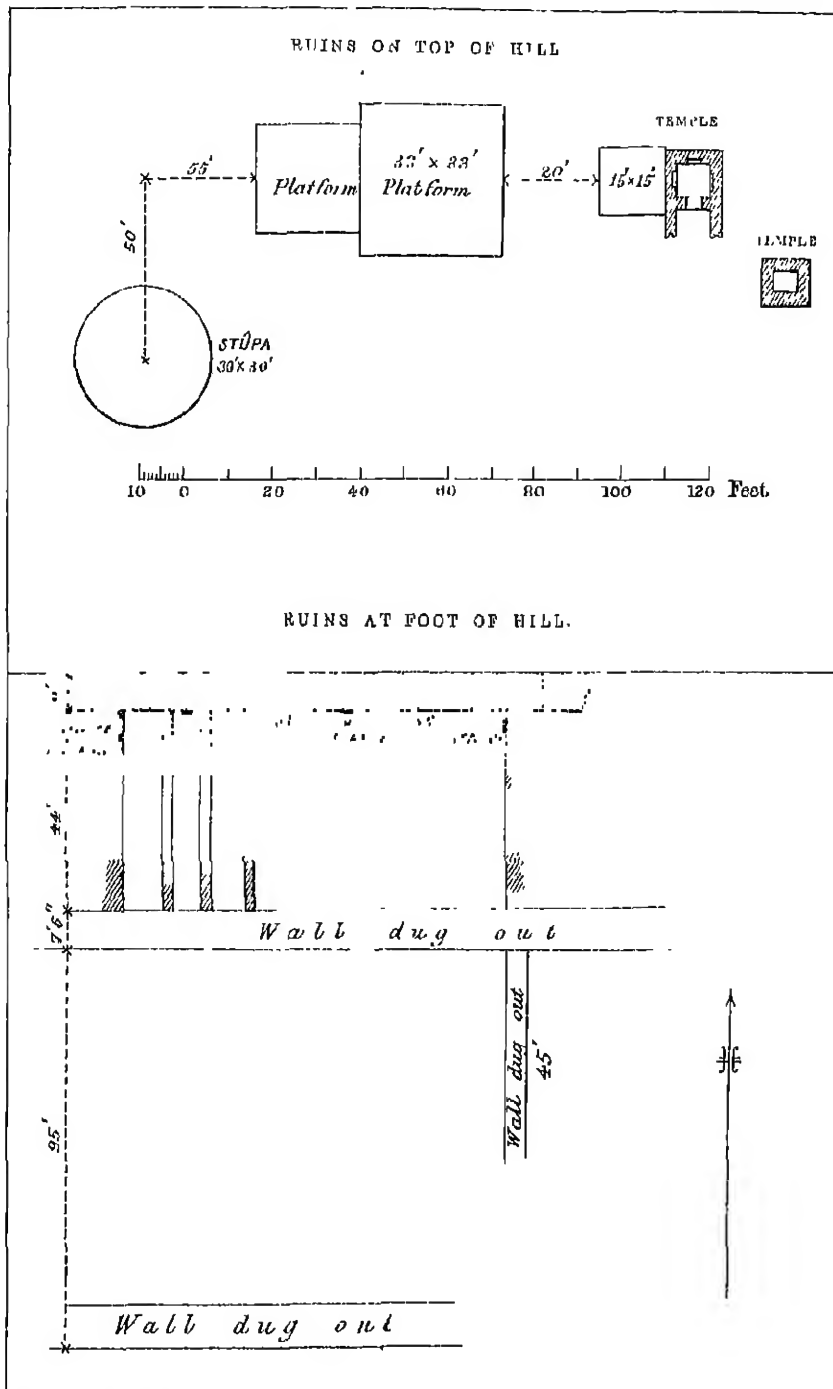 RUINS ON TOP OF HILL
TEMPLE
55'
Platform
33' × 33'
Platform
20'
15' × 15'
50'
TEMPLE
STÛPA
30' × 30'
10 0 20 40 60 80 100 120 Feet
RUINS AT FOOT OF HILL.
44'
7'6"
Wall dug out
Wall dug out
45'
95'
Wall dug out